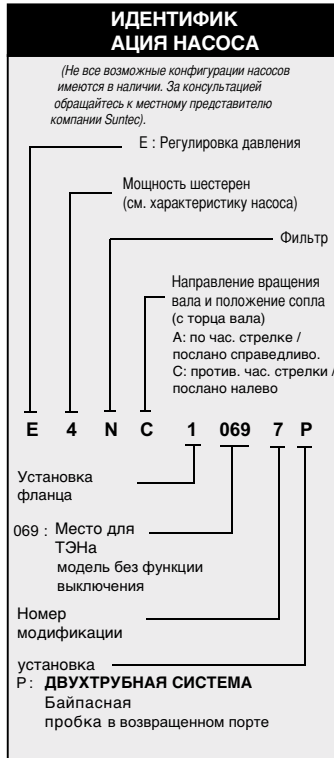 ИДЕНТИФИК
АЦИЯ НАСОСА
(Не все возможные конфигурации насосов
имеются в наличии. За консультацией
обращайтесь к местному представителю
компании Suntec).
E : Регулировка давления
Мощность шестерен
(см. характеристику насоса)
Фильтр
Направление вращения
вала и положение сопла
(с торца вала)
A: по час. стрелке /
послано справедливо.
C: против. час. стрелки /
послано налево
E 4 N C 1 069 7 P
Установка
фланца
069 : Место для
ТЭНа
модель без функции
выключения
Номер
модификации
установка
P : ДВУХТРУБНАЯ СИСТЕМА
Байпасная
пробка в возвращенном порте